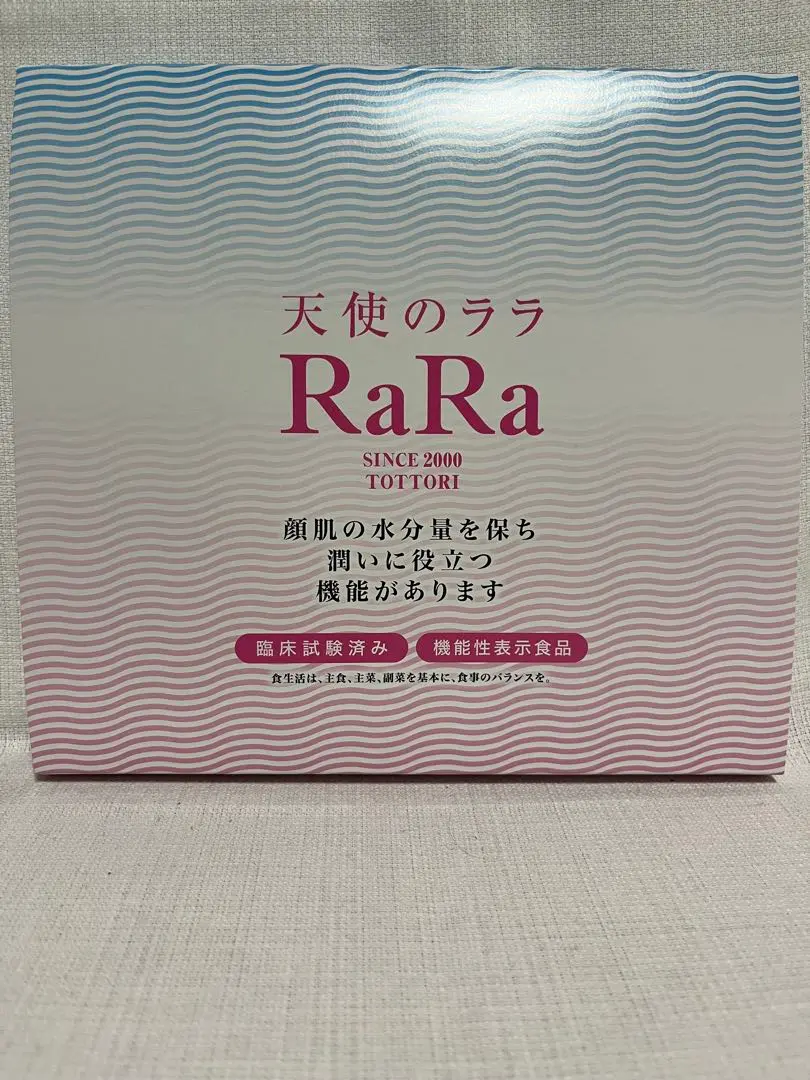 天使のララ
RaRa
SINCE 2000
TOTTORI
顔肌の水分量を保ち
潤いに役立つ
機能があります
臨床試験済み 機能性表示食品
食生活は、主食、主菜、副菜を基本に、食事のバランスを。